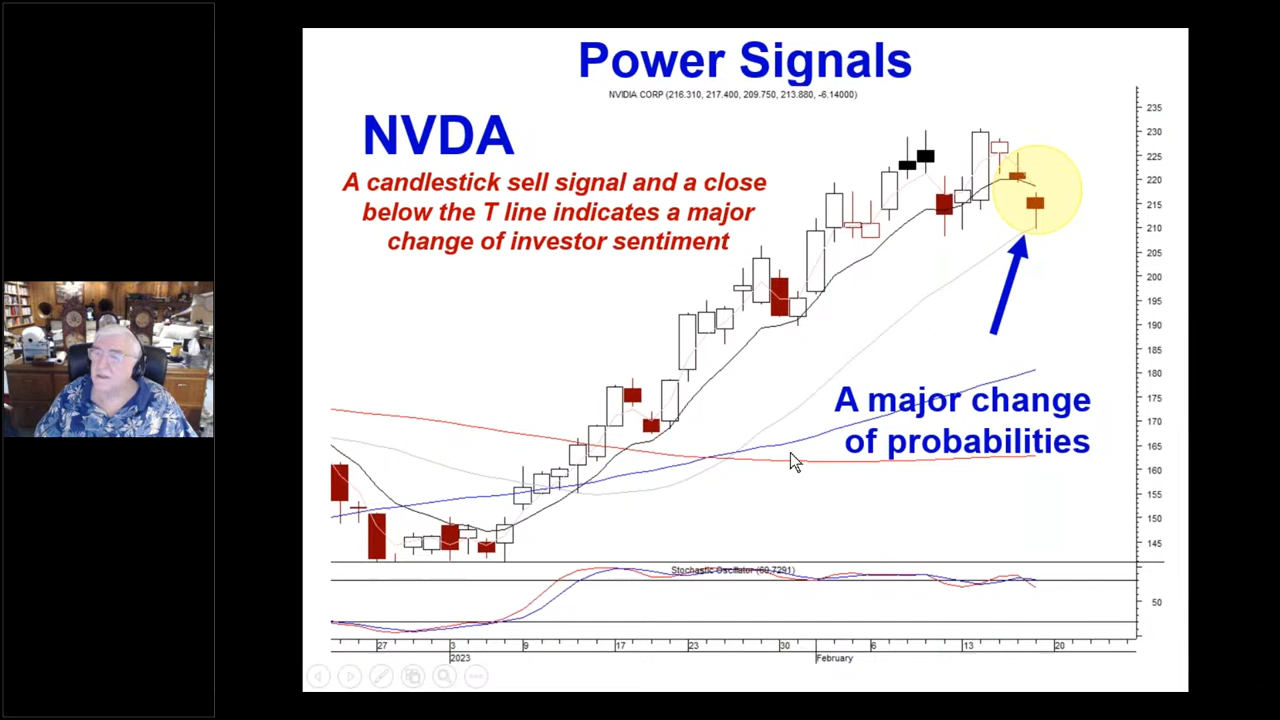 Power Signals
NVIDIA CORP (216.310, 217.400, 209.750, 213.880, -6.14000)
NVDA
A candlestick sell signal and a close
below the T line indicates a major
change of investor sentiment
235
230
225
220
215
210
205
200
195
190
185
180
175
170
165
160
155
150
145
A major change
of probabilities
Stochastic Oscillator (69.7291)
50
27 3 9 17 23 30 6 13 20
2023 February